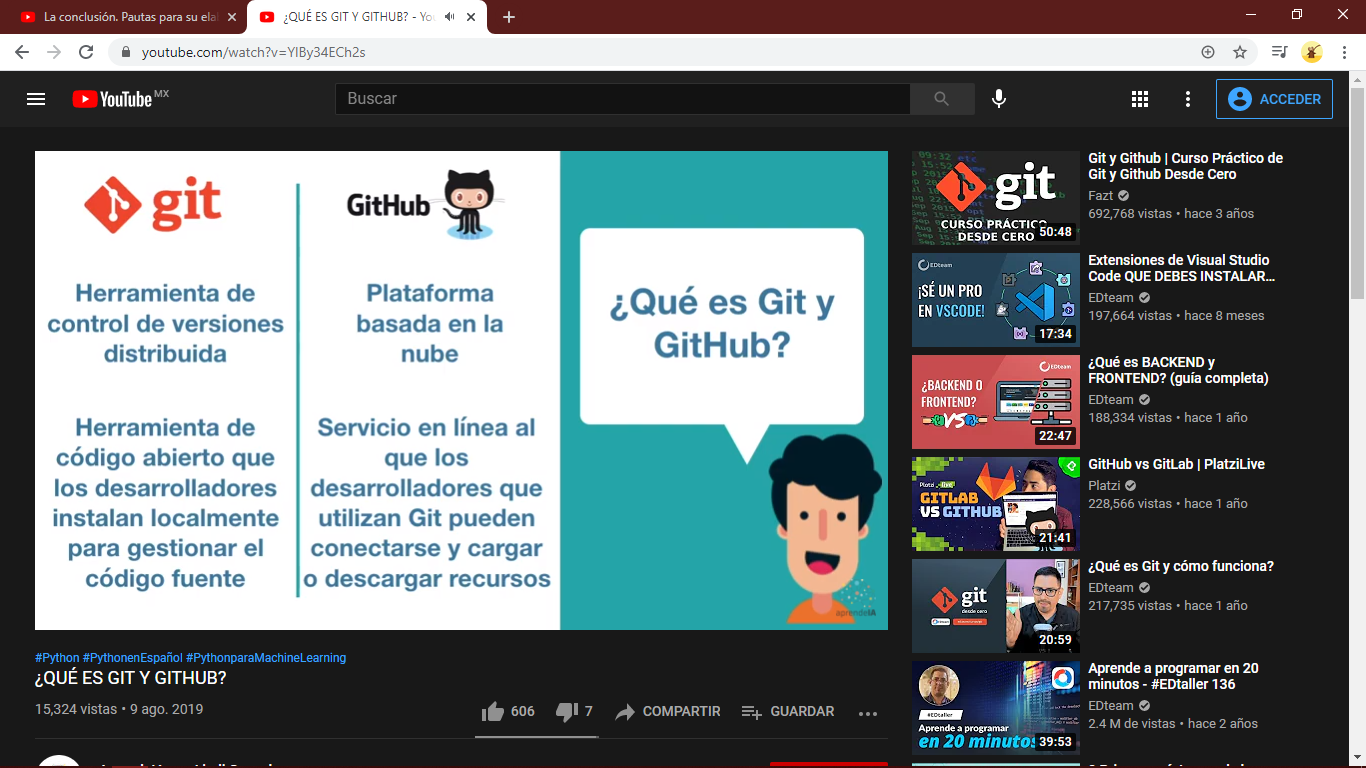 La conclusión. Pautas para su ela
¿QUÉ ES GIT Y GITHUB? - Yo
youtube.com/watch?v=YlBy34ECh2s
YouTube MX
Buscar
ACCEDER
git
GitHub
Herramienta de
control de versiones
distribuida
Plataforma
basada en la
nube
Herramienta de
código abierto que
los desarrolladores
instalan localmente
para gestionar el
código fuente
Servicio en línea al
que los
desarrolladores que
utilizan Git pueden
conectarse y cargar
o descargar recursos
¿Qué es Git y
GitHub?
aprendeIA
#Python #PythonenEspañol #PythonparaMachineLearning
¿QUÉ ES GIT Y GITHUB?
15,324 vistas • 9 ago. 2019
606
7
COMPARTIR
GUARDAR
git
CURSO PRÁCTICO
DESDE CERO
50:48
Git y Github | Curso Práctico de
Git y Github Desde Cero
Fazt
692,768 vistas • hace 3 años
EDteam
¡SÉ UN PRO
EN VSCODE!
17:34
Extensiones de Visual Studio
Code QUE DEBES INSTALAR...
EDteam
197,664 vistas • hace 8 meses
EDteam
¿BACKEND O
FRONTEND?
VS
22:47
¿Qué es BACKEND y
FRONTEND? (guía completa)
EDteam
188,334 vistas • hace 1 año
Platzi live
GITLAB
VS GITHUB
21:41
GitHub vs GitLab | PlatziLive
Platzi
228,566 vistas • hace 1 año
git
desde cero
20:59
¿Qué es Git y cómo funciona?
EDteam
217,735 vistas • hace 1 año
#EDtaller
Aprende a programar
en 20 minutos
39:53
Aprende a programar en 20
minutos - #EDtaller 136
EDteam
2.4 M de vistas • hace 2 años